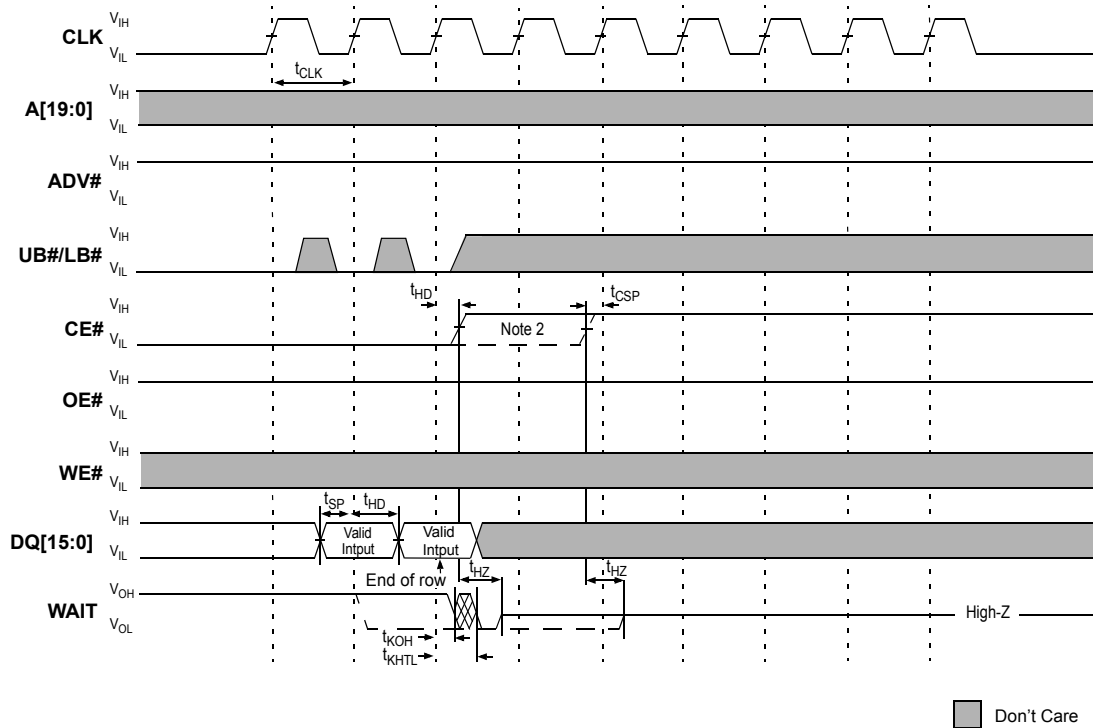 V_IH
CLK
V_IL
t_CLK
V_IH
A[19:0]
V_IL
V_IH
ADV#
V_IL
V_IH
UB#/LB#
V_IL
t_HD
t_CSP
V_IH
CE#
Note 2
V_IL
V_IH
OE#
V_IL
V_IH
WE#
V_IL
t_SP
t_HD
V_IH
DQ[15:0]
Valid
Intput
Valid
Intput
V_IL
End of row
t_HZ
t_HZ
V_OH
WAIT
High-Z
V_OL
t_KOH
t_KHTL
Don't Care